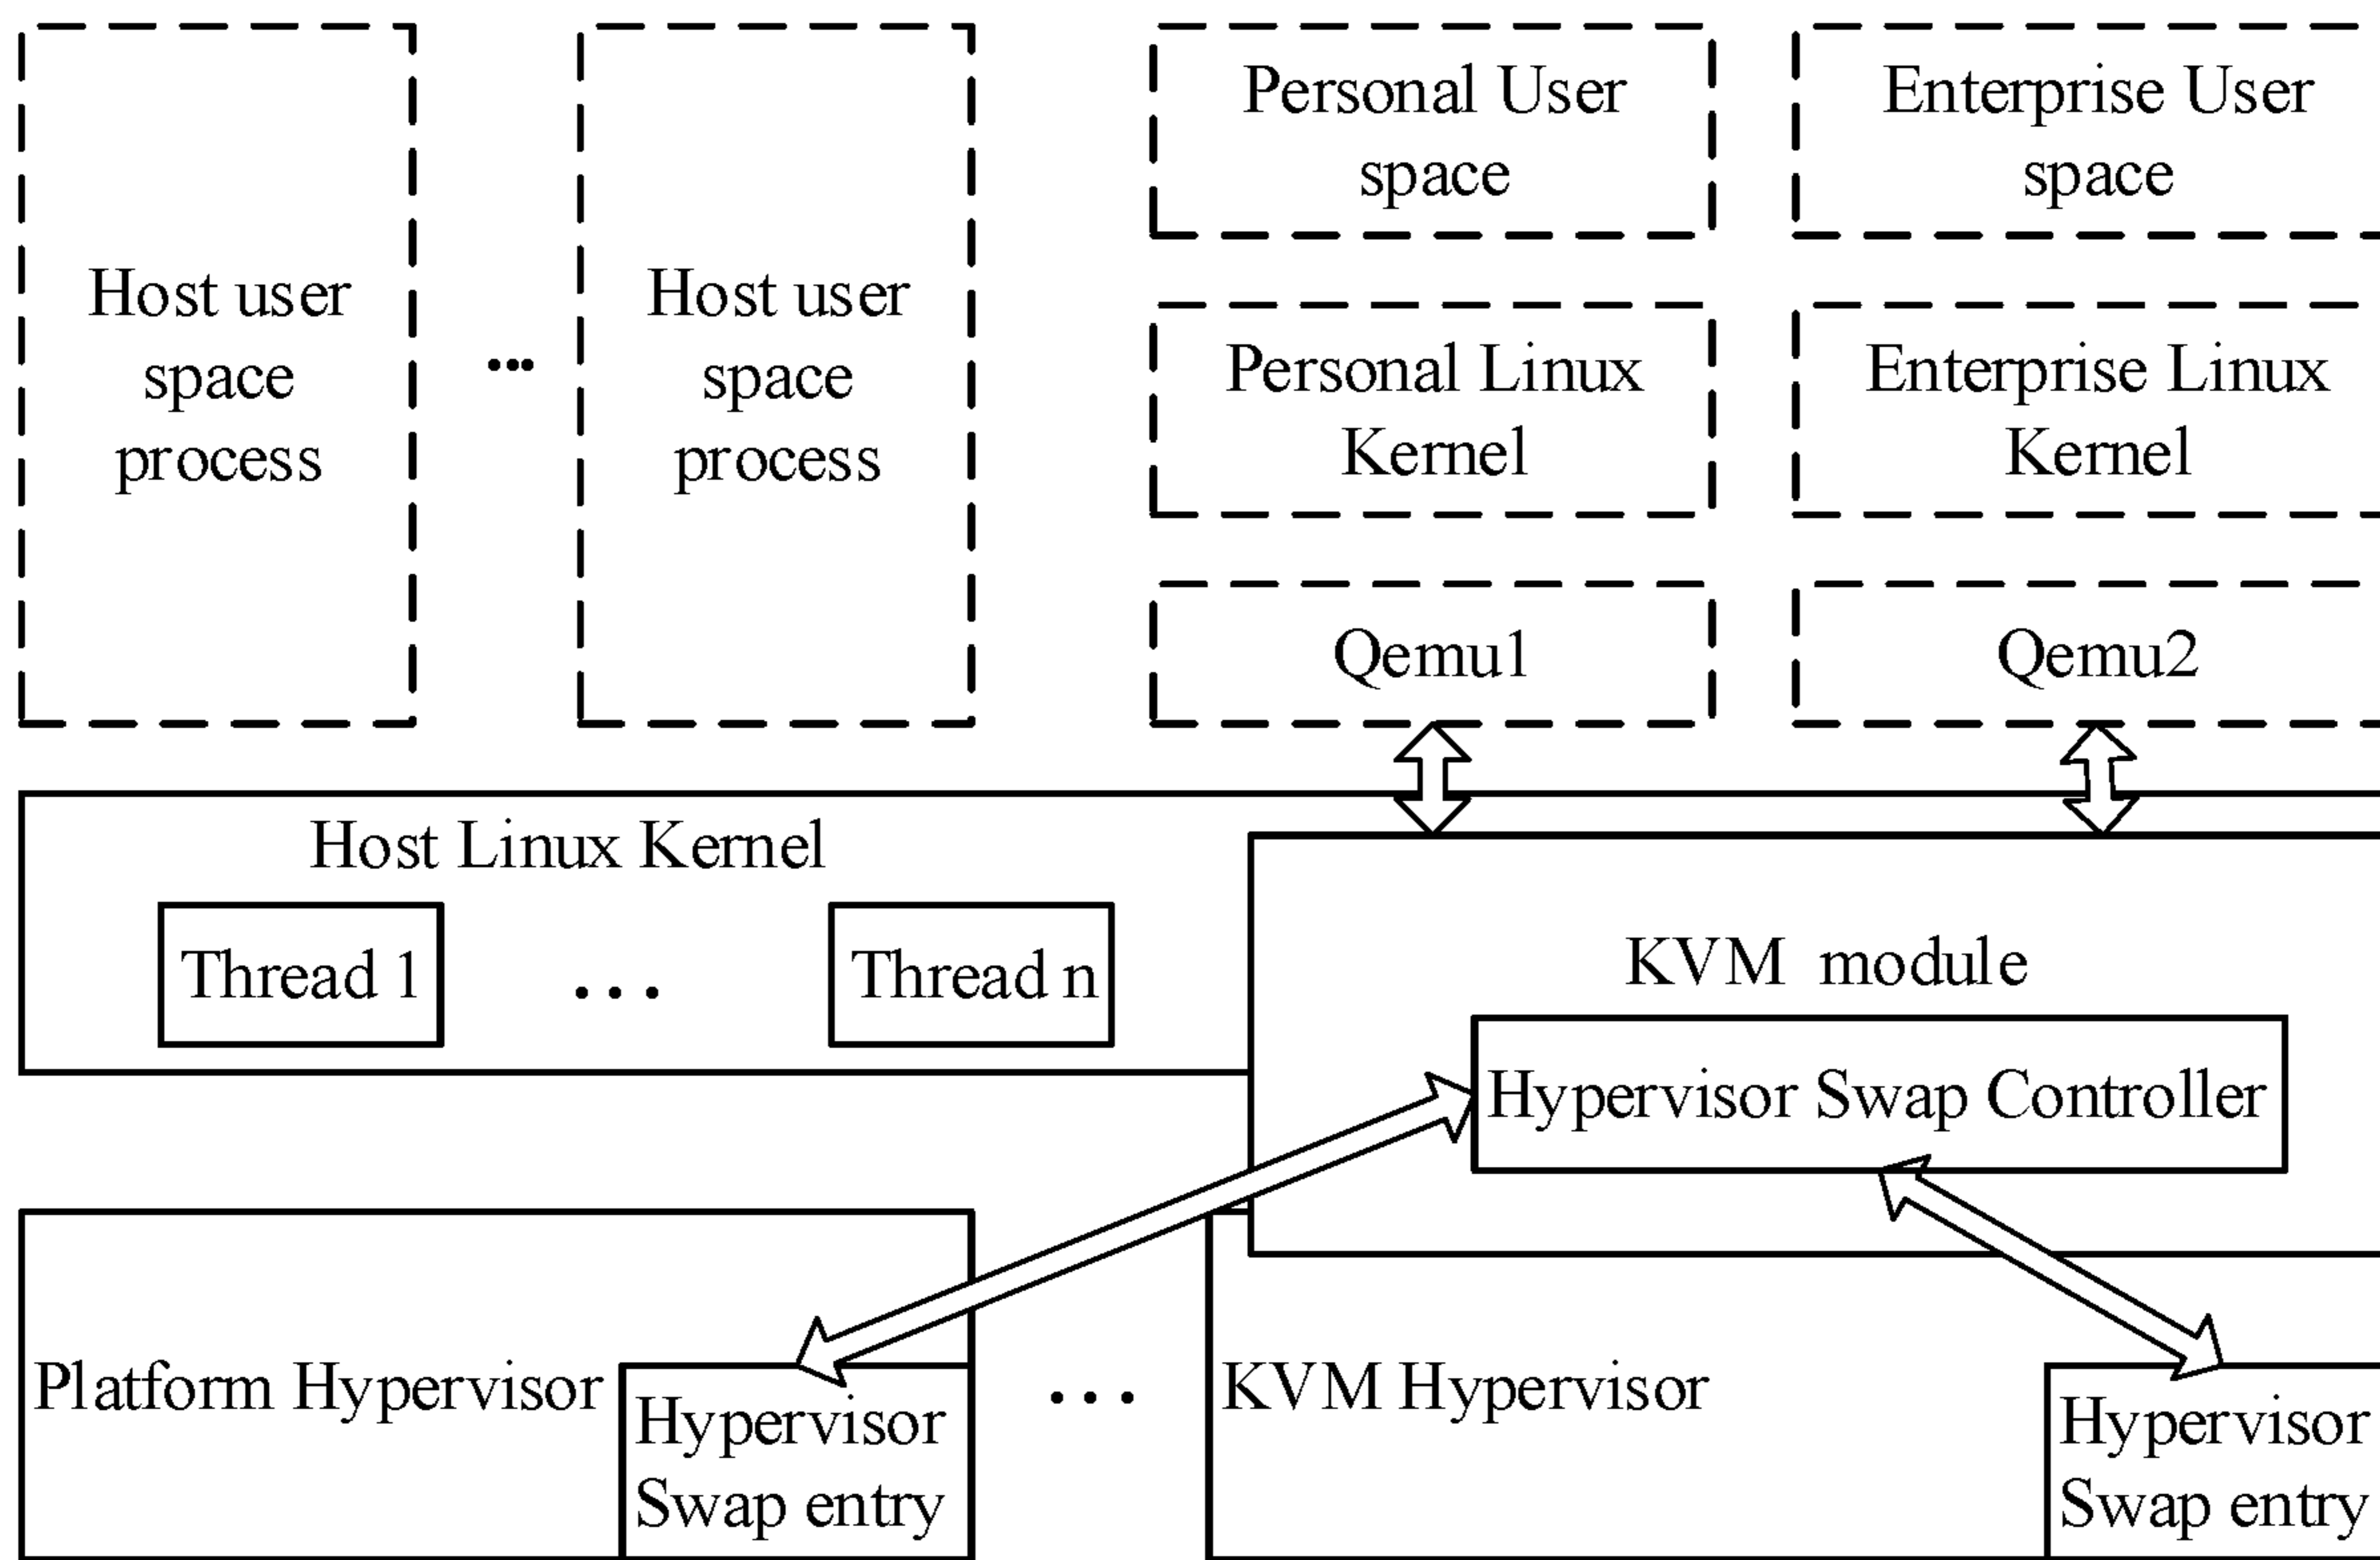 Host user
space
process
...
Host user
space
process
Personal User
space
Enterprise User
space
Personal Linux
Kernel
Enterprise Linux
Kernel
Qemu1
Qemu2
Host Linux Kernel
Thread 1
...
Thread n
KVM module
Hypervisor Swap Controller
Platform Hypervisor
Hypervisor
Swap entry
...
KVM Hypervisor
Hypervisor
Swap entry